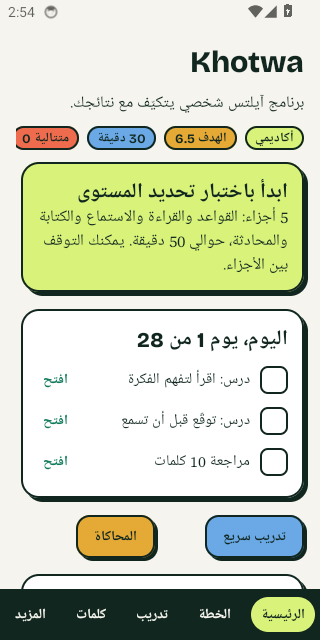 2:54
Khotwa
برنامج آيلتس شخصي يتكيّف مع نتائجك.
أكاديمي
الهدف 6.5
30 دقيقة
متتالية 0
ابدأ باختبار تحديد المستوى
5 أجزاء: القواعد والقراءة والاستماع والكتابة
والمحادثة، حوالي 50 دقيقة. يمكنك التوقف
بين الأجزاء.
اليوم، يوم 1 من 28
درس: اقرأ لتفهم الفكرة
افتح
درس: توقّع قبل أن تسمع
افتح
مراجعة 10 كلمات
افتح
تدريب سريع
المحاكاة
الرئيسية
الخطة
تدريب
كلمات
المزيد